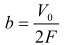 b = V₀ / 2F